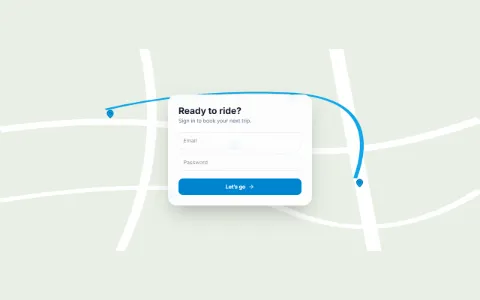 Ready to ride?
Sign in to book your next trip.
Email
Password
Let's go →